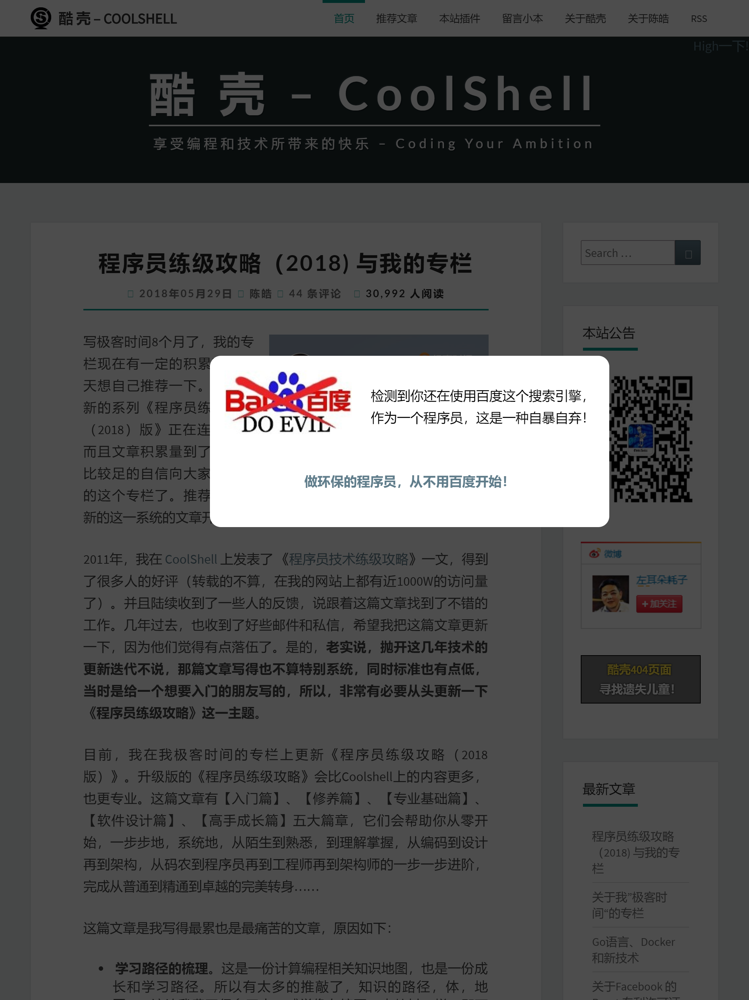 酷 壳 – COOLSHELL
首页 推荐文章 本站插件 留言小本 关于酷壳 关于陈皓 RSS
High一下!
酷 壳 – CoolShell
享受编程和技术所带来的快乐 – Coding Your Ambition
程序员练级攻略（2018) 与我的专栏
2018年05月29日 陈皓 44 条评论 30,992 人阅读
写极客时间8个月了，我的专
栏现在有一定的积累
天想自己推荐一下。
新的系列《程序员练
（2018）版》正在连
而且文章积累量到了
比较足的自信向大家
的这个专栏了。推荐
新的这一系统的文章
Bai 百度
DO EVIL
检测到你还在使用百度这个搜索引擎，
作为一个程序员，这是一种自暴自弃！
做环保的程序员，从不用百度开始！
2011年，我在 CoolShell 上发表了 《程序员技术练级攻略》一文，得到
了很多人的好评（转载的不算，在我的网站上都有近1000W的访问量
了）。并且陆续收到了一些人的反馈，说跟着这篇文章找到了不错的
工作。几年过去，也收到了好些邮件和私信，希望我把这篇文章更新
一下，因为他们觉得有点落伍了。是的，老实说，抛开这几年技术的
更新迭代不说，那篇文章写得也不算特别系统，同时标准也有点低，
当时是给一个想要入门的朋友写的，所以，非常有必要从头更新一下
《程序员练级攻略》这一主题。
目前，我在我极客时间的专栏上更新《程序员练级攻略（2018
版）》。升级版的《程序员练级攻略》会比Coolshell上的内容更多，
也更专业。这篇文章有【入门篇】、【修养篇】、【专业基础篇】、
【软件设计篇】、【高手成长篇】五大篇章，它们会帮助你从零开
始，一步步地，系统地，从陌生到熟悉，到理解掌握，从编码到设计
再到架构，从码农到程序员再到工程师再到架构师的一步一步进阶，
完成从普通到精通到卓越的完美转身……
这篇文章是我写得最累也是最痛苦的文章，原因如下：
• 学习路径的梳理。这是一份计算编程相关知识地图，也是一份成
长和学习路径。所以有太多的推敲了，知识的路径，体，地
Search …
本站公告
微博
左耳朵耗子
+ 加关注
酷壳404页面
寻找遗失儿童！
最新文章
程序员练级攻略
（2018) 与我的专
栏
关于我”极客时
间“的专栏
Go语言、Docker
和新技术
关于Facebook 的